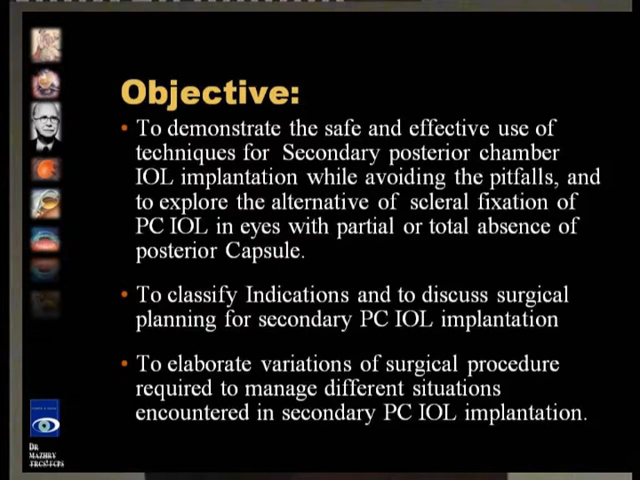 Objective:
• To demonstrate the safe and effective use of
techniques for Secondary posterior chamber
IOL implantation while avoiding the pitfalls, and
to explore the alternative of scleral fixation of
PC IOL in eyes with partial or total absence of
posterior Capsule.
• To classify Indications and to discuss surgical
planning for secondary PC IOL implantation
• To elaborate variations of surgical procedure
required to manage different situations
encountered in secondary PC IOL implantation.
DR
MAZHRY
FRCS FCPS